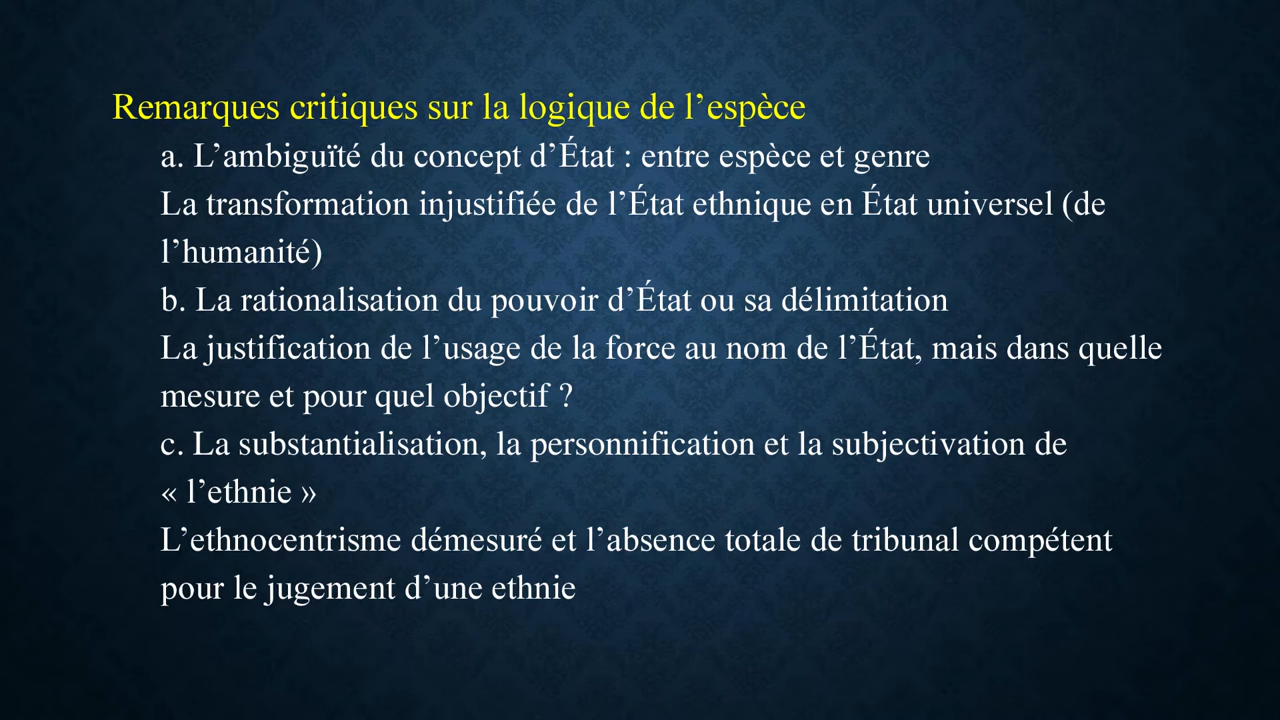 Remarques critiques sur la logique de l’espèce
a. L’ambiguïté du concept d’État : entre espèce et genre
La transformation injustifiée de l’État ethnique en État universel (de
l’humanité)
b. La rationalisation du pouvoir d’État ou sa délimitation
La justification de l’usage de la force au nom de l’État, mais dans quelle
mesure et pour quel objectif ?
c. La substantialisation, la personnification et la subjectivation de
« l’ethnie »
L’ethnocentrisme démesuré et l’absence totale de tribunal compétent
pour le jugement d’une ethnie